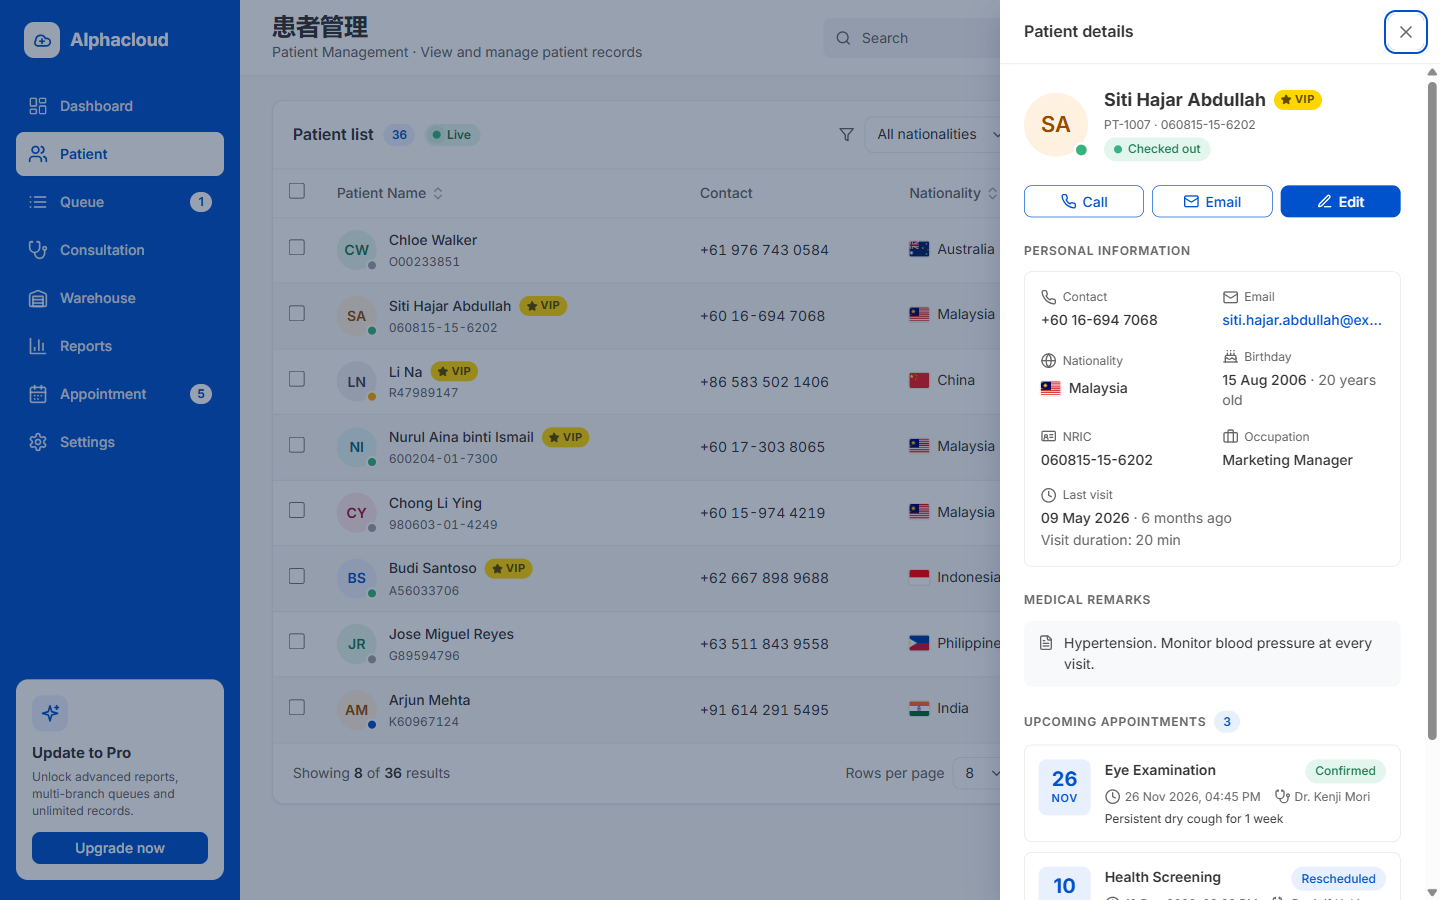 Alphacloud
Dashboard
Patient
Queue 1
Consultation
Warehouse
Reports
Appointment 5
Settings
Update to Pro
Unlock advanced reports,
multi-branch queues and
unlimited records.
Upgrade now
患者管理
Patient Management · View and manage patient records
Search
Patient list 36 Live
All nationalities
Patient Name Contact Nationality
CW Chloe Walker
O00233851
+61 976 743 0584 Australia
SA Siti Hajar Abdullah VIP
060815-15-6202
+60 16-694 7068 Malaysia
LN Li Na VIP
R47989147
+86 583 502 1406 China
NI Nurul Aina binti Ismail VIP
600204-01-7300
+60 17-303 8065 Malaysia
CY Chong Li Ying
980603-01-4249
+60 15-974 4219 Malaysia
BS Budi Santoso VIP
A56033706
+62 667 898 9688 Indonesia
JR Jose Miguel Reyes
G89594796
+63 511 843 9558 Philippine
AM Arjun Mehta
K60967124
+91 614 291 5495 India
Showing 8 of 36 results
Rows per page 8
Patient details
SA
Siti Hajar Abdullah VIP
PT-1007 · 060815-15-6202
Checked out
Call Email Edit
PERSONAL INFORMATION
Contact
+60 16-694 7068
Email
siti.hajar.abdullah@ex...
Nationality
Malaysia
Birthday
15 Aug 2006 · 20 years
old
NRIC
060815-15-6202
Occupation
Marketing Manager
Last visit
09 May 2026 · 6 months ago
Visit duration: 20 min
MEDICAL REMARKS
Hypertension. Monitor blood pressure at every
visit.
UPCOMING APPOINTMENTS 3
26
NOV
Eye Examination Confirmed
26 Nov 2026, 04:45 PM Dr. Kenji Mori
Persistent dry cough for 1 week
10
Health Screening Rescheduled